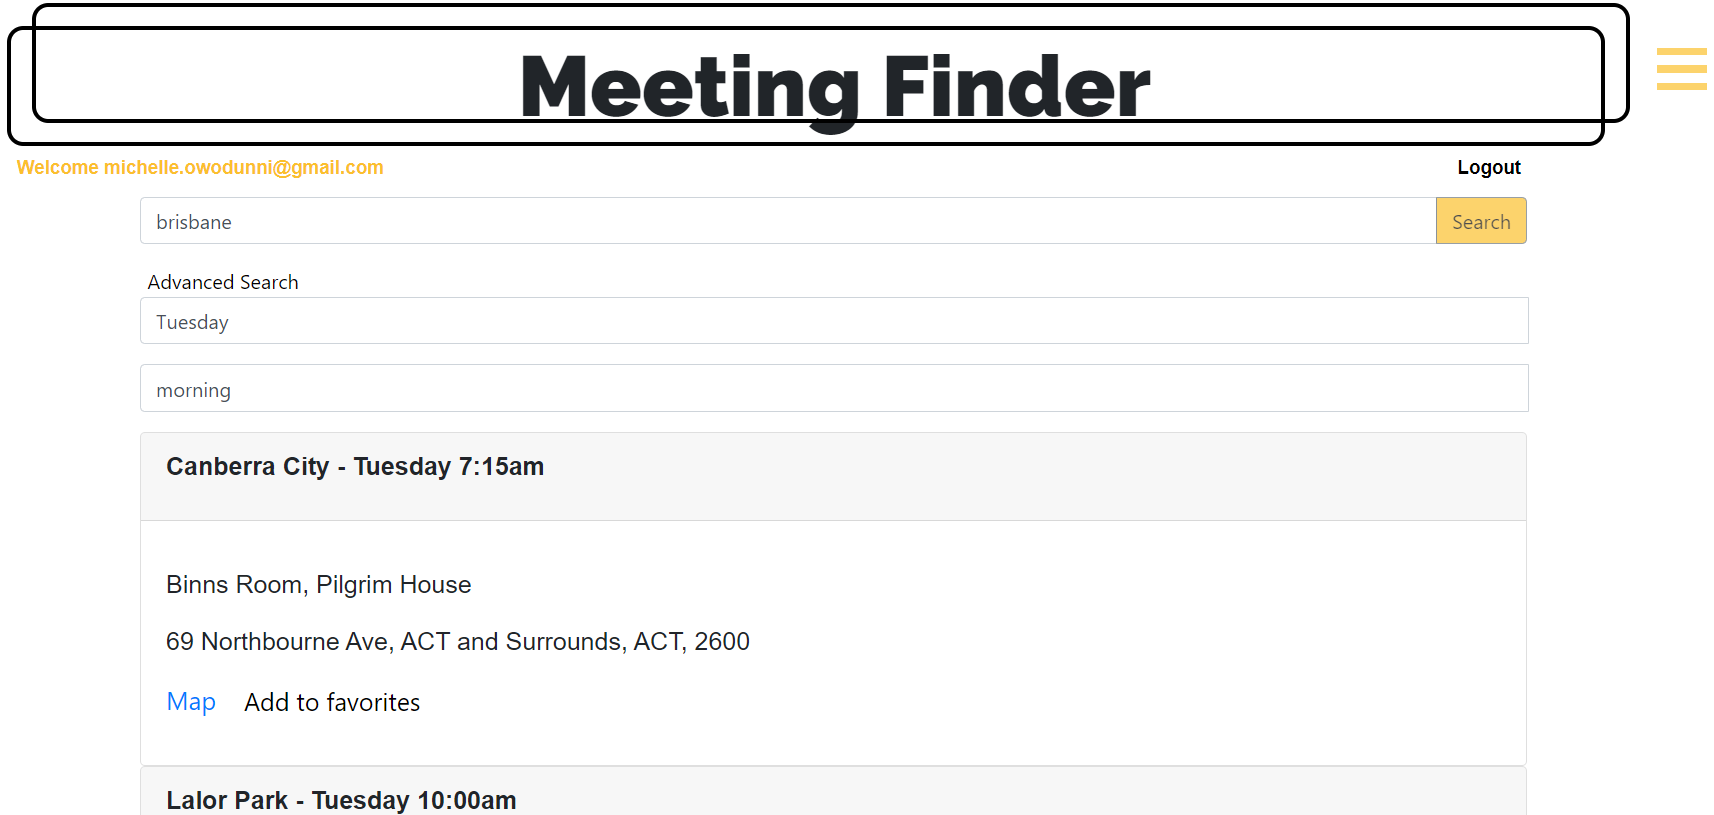 Meeting Finder
Welcome michelle.owodunni@gmail.com
Logout
brisbane
Search
Advanced Search
Tuesday
morning
Canberra City - Tuesday 7:15am
Binns Room, Pilgrim House
69 Northbourne Ave, ACT and Surrounds, ACT, 2600
Map Add to favorites
Lalor Park - Tuesday 10:00am